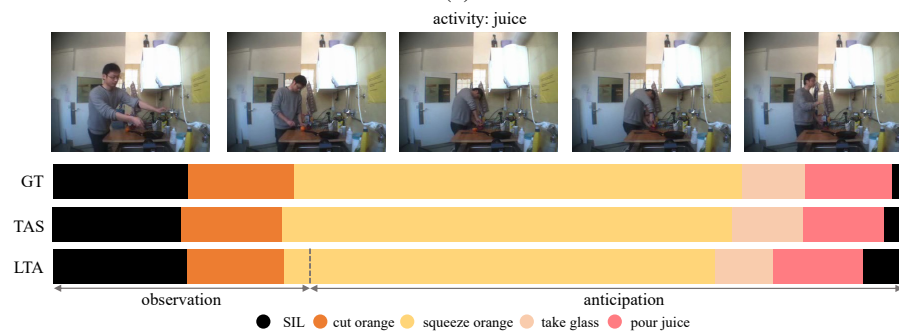 activity: juice
GT
TAS
LTA
observation anticipation
SIL cut orange squeeze orange take glass pour juice